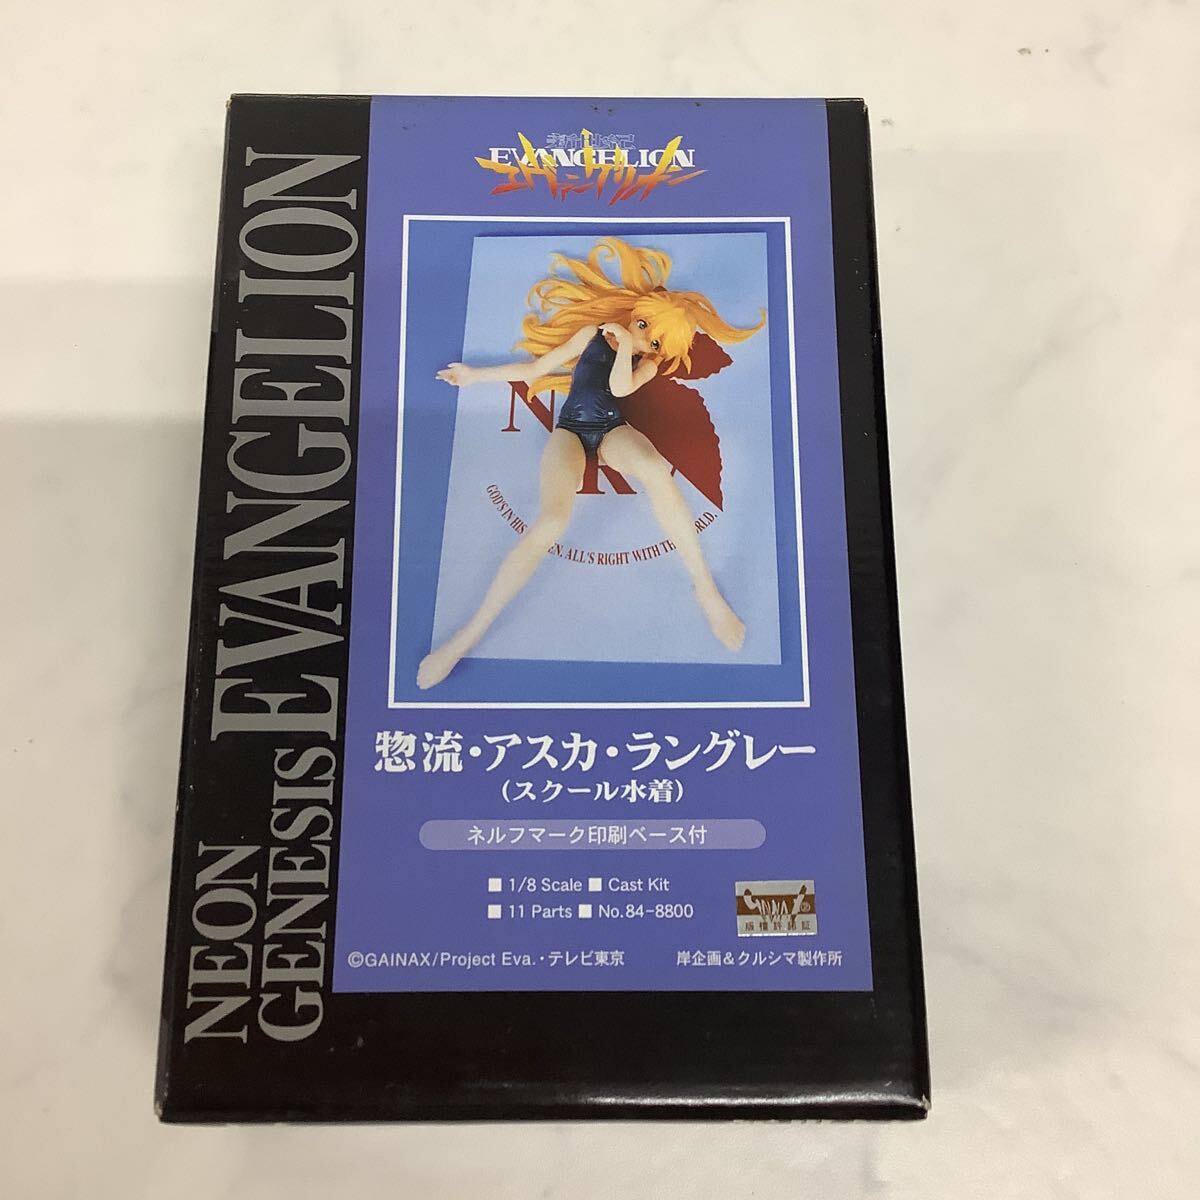 NEON
GENESIS
EVANGELION
新世紀
EVANGELION
エヴァンゲリオン
NERV
GOD'S IN HIS
EN. ALL'S RIGHT WITH TH
RLD.
惣流・アスカ・ラングレー
(スクール水着)
ネルフマーク印刷ベース付
■ 1/8 Scale ■ Cast Kit
■ 11 Parts ■ No.84-8800
版権許諾証
©GAINAX/Project Eva.・テレビ東京
岸企画&クルシマ製作所